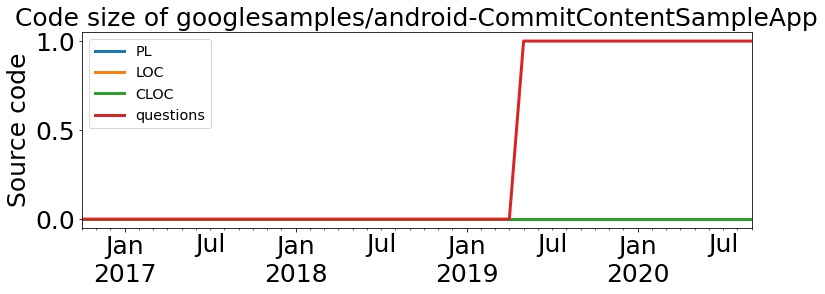 Code size of googlesamples/android-CommitContentSampleApp
PL
LOC
CLOC
questions
Source code
1.0
0.5
0.0
Jan Jul Jan Jul Jan Jul Jan Jul
2017 2018 2019 2020